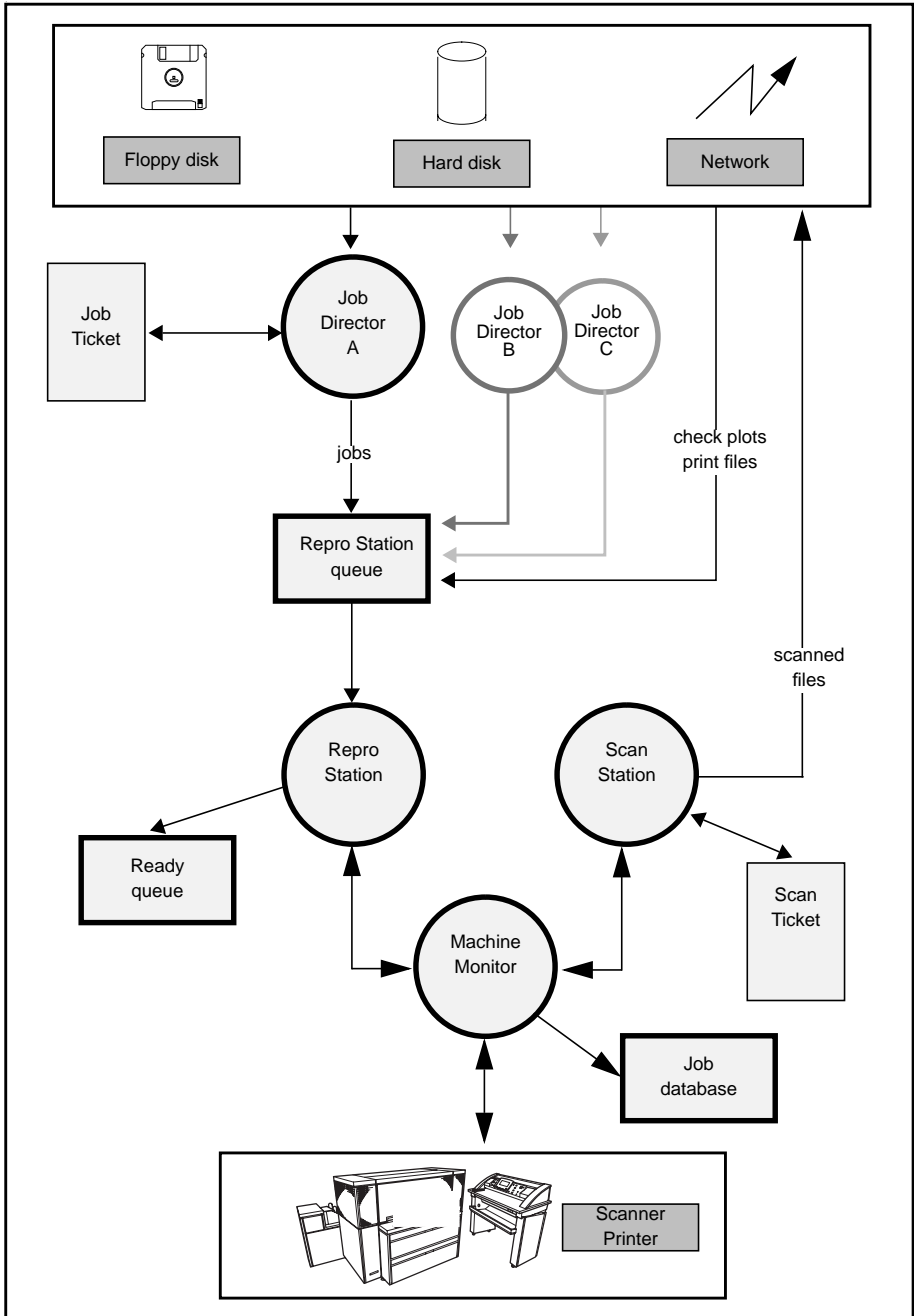 Floppy disk
Hard disk
Network
Job
Ticket
Job
Director
A
Job
Director
B
Job
Director
C
jobs
check plots
print files
Repro Station
queue
scanned
files
Repro
Station
Scan
Station
Ready
queue
Scan
Ticket
Machine
Monitor
Job
database
Scanner
Printer